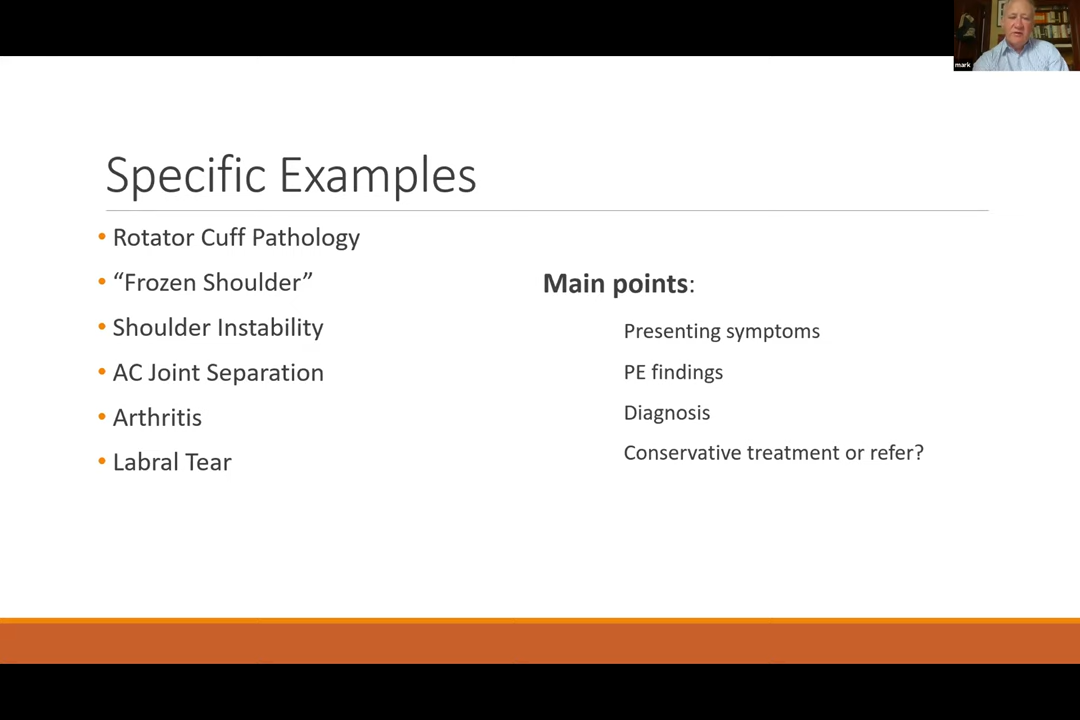 mark
Specific Examples
• Rotator Cuff Pathology
• “Frozen Shoulder”
• Shoulder Instability
• AC Joint Separation
• Arthritis
• Labral Tear
Main points:
Presenting symptoms
PE findings
Diagnosis
Conservative treatment or refer?